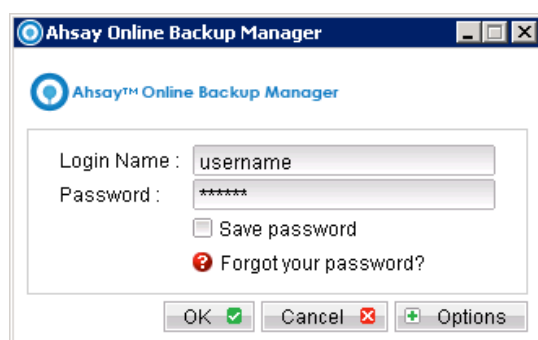 Ahsay Online Backup Manager
Ahsay™ Online Backup Manager
Login Name : username
Password : ******
Save password
Forgot your password?
OK Cancel Options